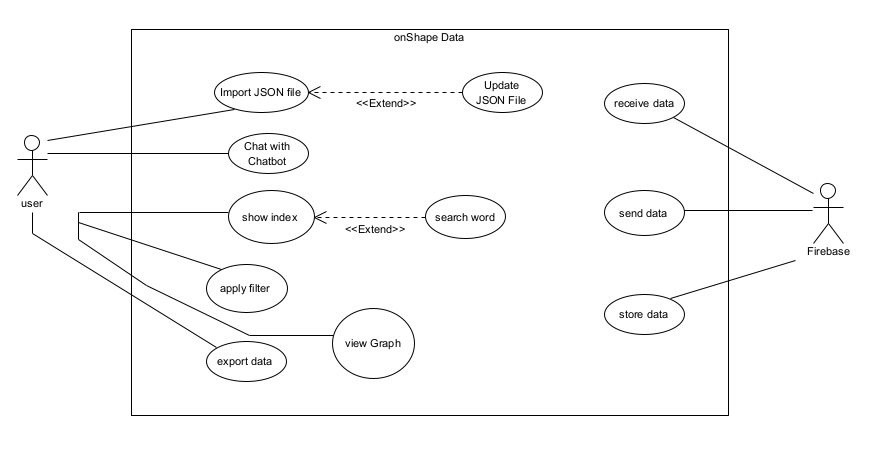 onShape Data
Import JSON file
<<Extend>>
Update
JSON File
receive data
Chat with
Chatbot
user
show index
<<Extend>>
search word
send data
Firebase
apply filter
store data
view Graph
export data